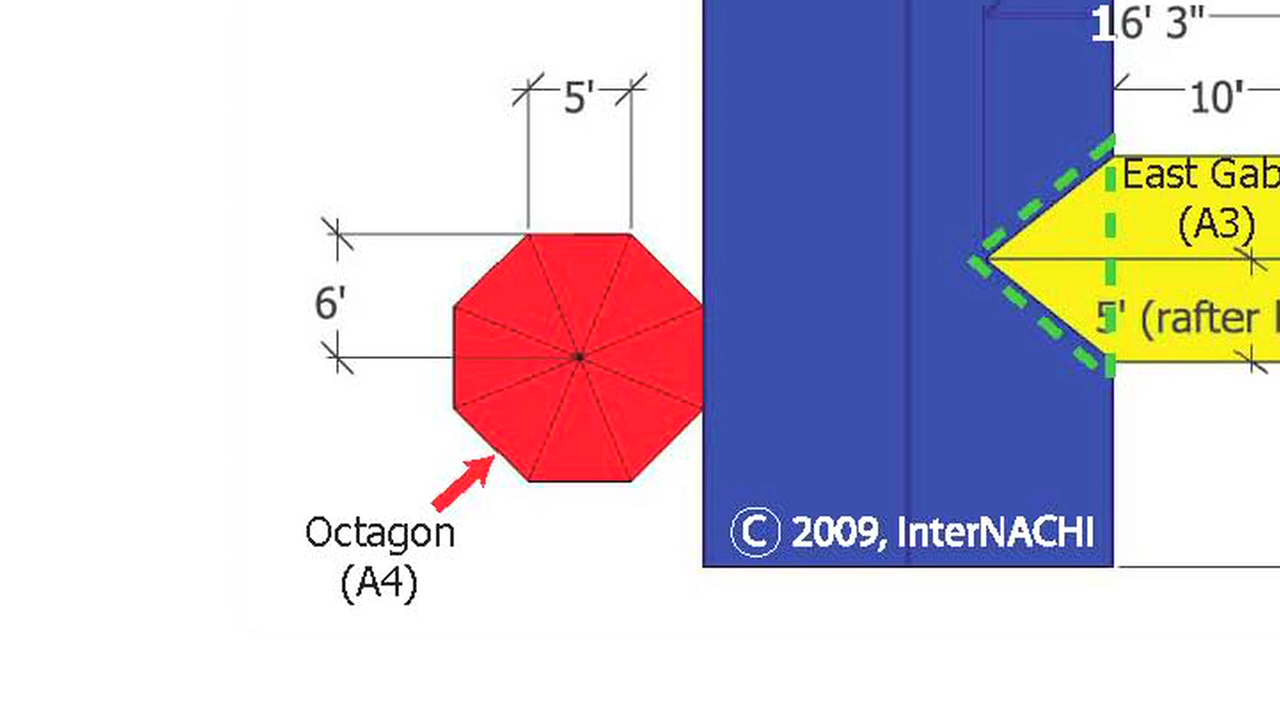 16' 3"
5'
10'
East Gab
(A3)
6'
5' (rafter
Octagon
(A4)
© 2009, InterNACHI